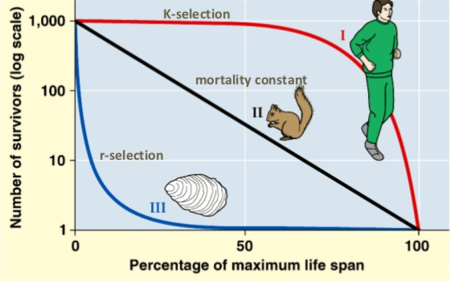 Number of survivors (log scale)
1,000
100
10
1
K-selection
I
mortality constant
II
r-selection
III
0
50
100
Percentage of maximum life span